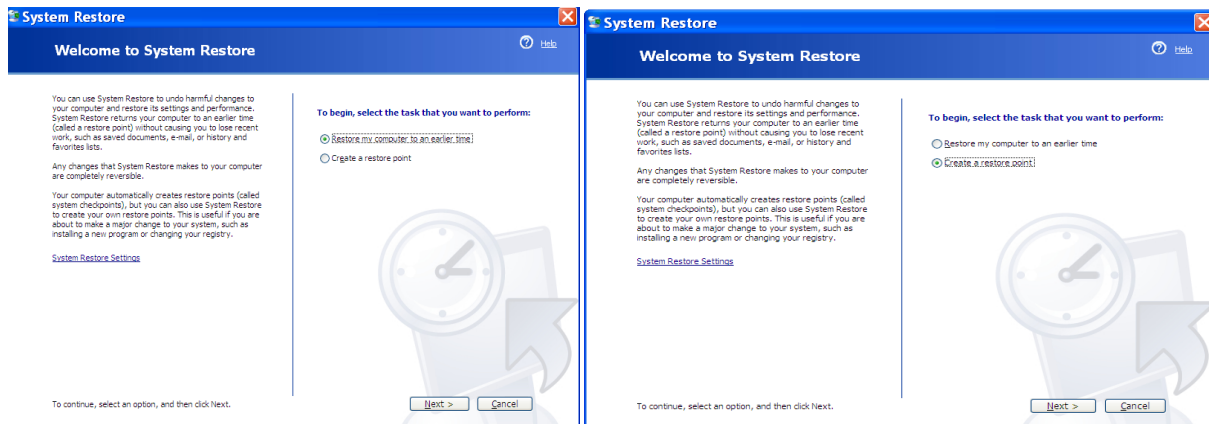 System Restore
Welcome to System Restore
Help
You can use System Restore to undo harmful changes to
your computer and restore its settings and performance.
System Restore returns your computer to an earlier time
(called a restore point) without causing you to lose recent
work, such as saved documents, e-mail, or history and
favorites lists.
Any changes that System Restore makes to your computer
are completely reversible.
Your computer automatically creates restore points (called
system checkpoints), but you can also use System Restore
to create your own restore points. This is useful if you are
about to make a major change to your system, such as
installing a new program or changing your registry.
System Restore Settings
To begin, select the task that you want to perform:
Restore my computer to an earlier time
Create a restore point
To continue, select an option, and then click Next.
Next >
Cancel
System Restore
Welcome to System Restore
Help
You can use System Restore to undo harmful changes to
your computer and restore its settings and performance.
System Restore returns your computer to an earlier time
(called a restore point) without causing you to lose recent
work, such as saved documents, e-mail, or history and
favorites lists.
Any changes that System Restore makes to your computer
are completely reversible.
Your computer automatically creates restore points (called
system checkpoints), but you can also use System Restore
to create your own restore points. This is useful if you are
about to make a major change to your system, such as
installing a new program or changing your registry.
System Restore Settings
To begin, select the task that you want to perform:
Restore my computer to an earlier time
Create a restore point
To continue, select an option, and then click Next.
Next >
Cancel